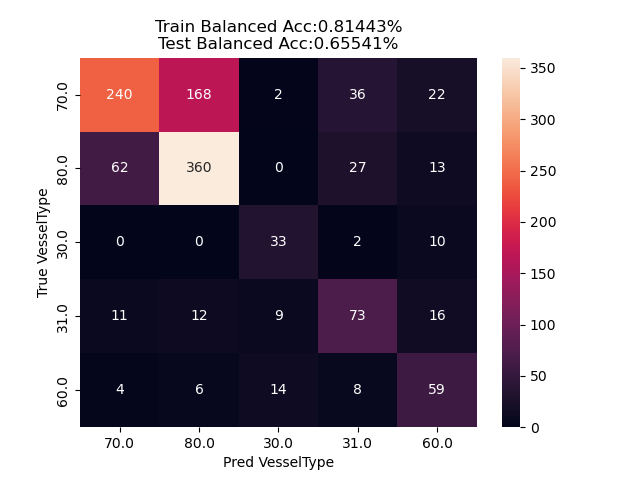 Train Balanced Acc:0.81443%
Test Balanced Acc:0.65541%
True VesselType
70.0 240 168 2 36 22
80.0 62 360 0 27 13
30.0 0 0 33 2 10
31.0 11 12 9 73 16
60.0 4 6 14 8 59
70.0 80.0 30.0 31.0 60.0
Pred VesselType
350
300
250
200
150
100
50
0